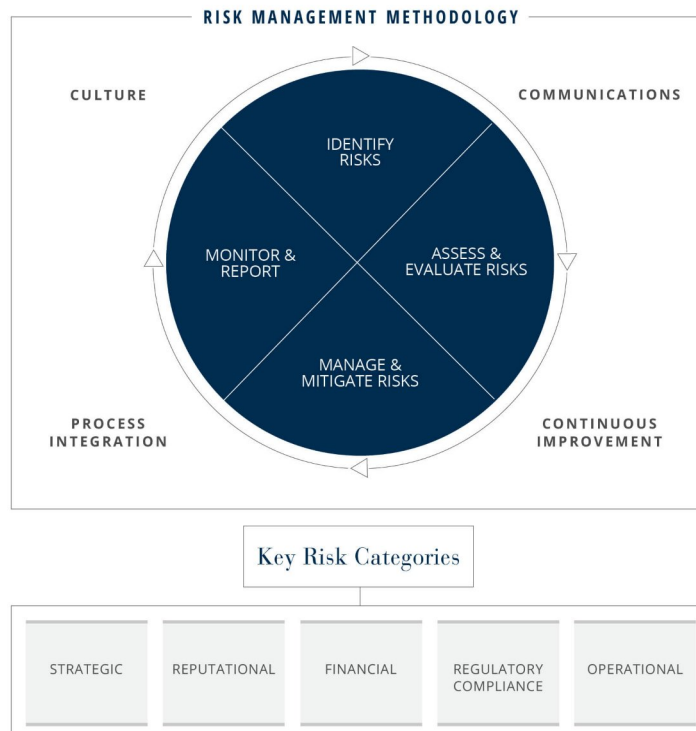 RISK MANAGEMENT METHODOLOGY
CULTURE
COMMUNICATIONS
IDENTIFY
RISKS
MONITOR &
REPORT
ASSESS &
EVALUATE RISKS
MANAGE &
MITIGATE RISKS
PROCESS
INTEGRATION
CONTINUOUS
IMPROVEMENT
Key Risk Categories
STRATEGIC
REPUTATIONAL
FINANCIAL
REGULATORY
COMPLIANCE
OPERATIONAL